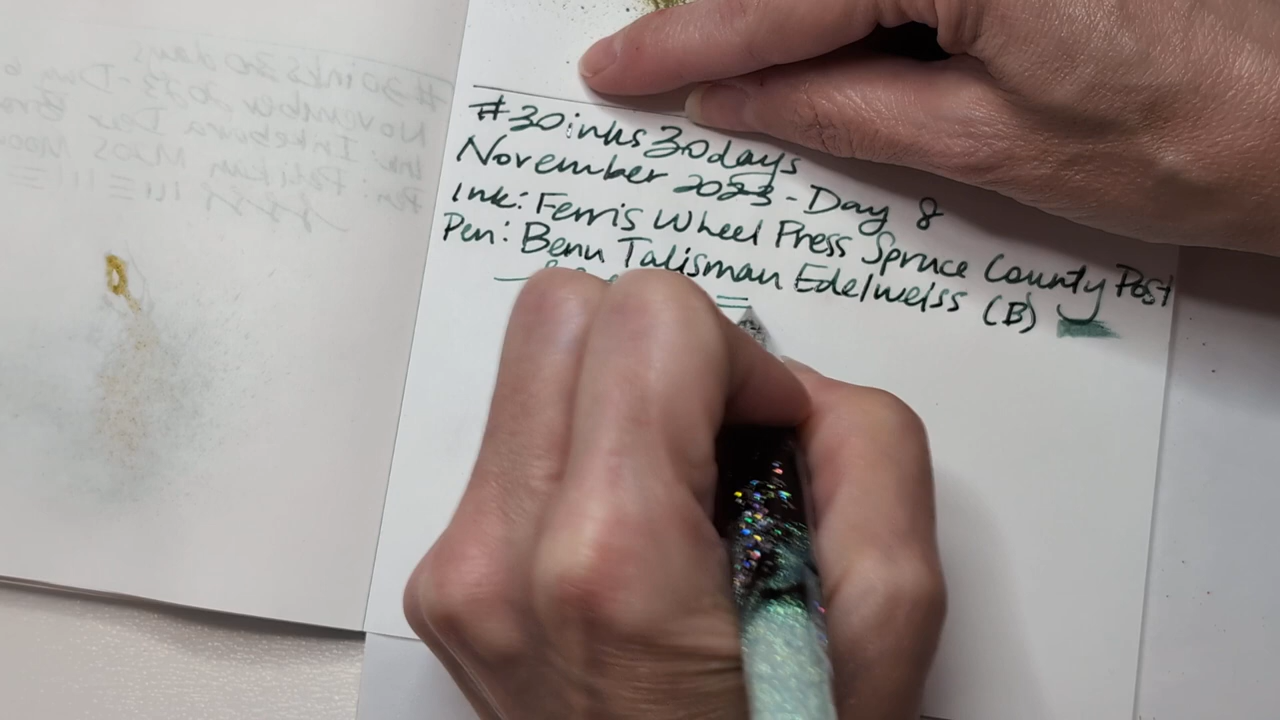 #30inks30days
November 2023 - Day 8
Ink: Ferris Wheel Press Spruce County Post
Pen: Benu Talisman Edelweiss (B)